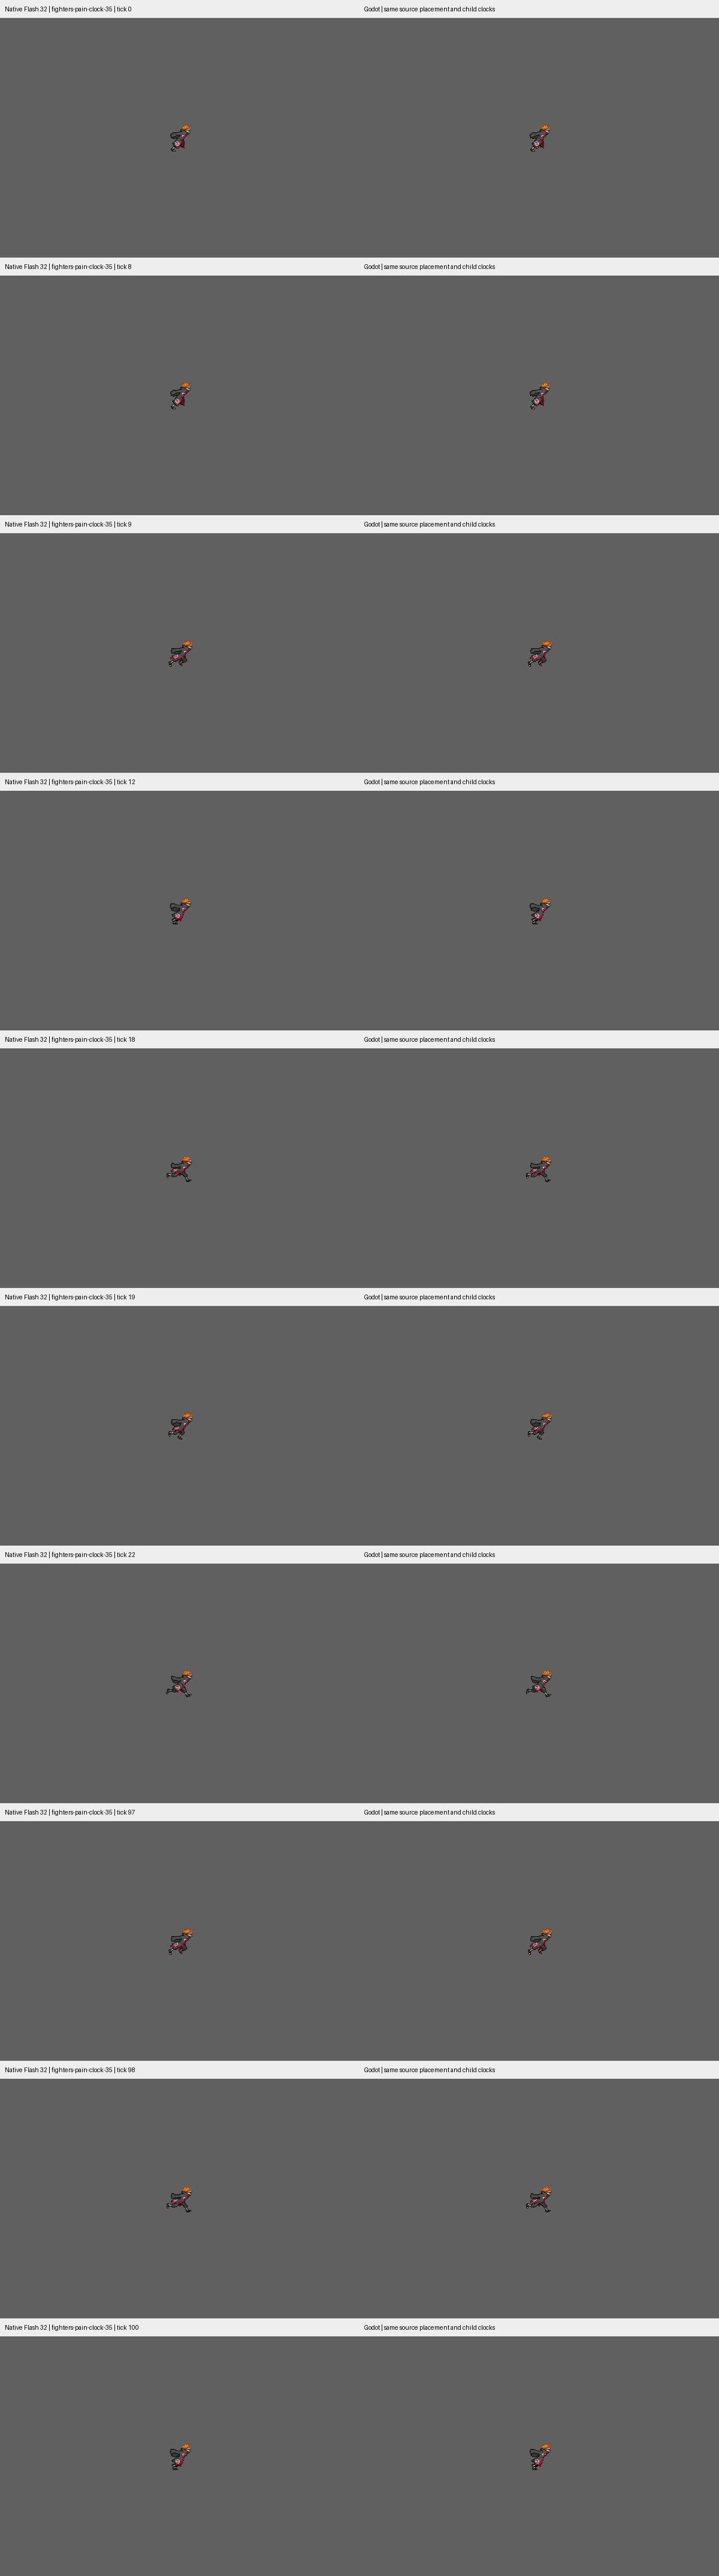 Native Flash 32 | fighters-pain-clock-35 | tick 0
Godot | same source placement and child clocks
Native Flash 32 | fighters-pain-clock-35 | tick 8
Godot | same source placement and child clocks
Native Flash 32 | fighters-pain-clock-35 | tick 9
Godot | same source placement and child clocks
Native Flash 32 | fighters-pain-clock-35 | tick 12
Godot | same source placement and child clocks
Native Flash 32 | fighters-pain-clock-35 | tick 18
Godot | same source placement and child clocks
Native Flash 32 | fighters-pain-clock-35 | tick 19
Godot | same source placement and child clocks
Native Flash 32 | fighters-pain-clock-35 | tick 22
Godot | same source placement and child clocks
Native Flash 32 | fighters-pain-clock-35 | tick 97
Godot | same source placement and child clocks
Native Flash 32 | fighters-pain-clock-35 | tick 98
Godot | same source placement and child clocks
Native Flash 32 | fighters-pain-clock-35 | tick 100
Godot | same source placement and child clocks